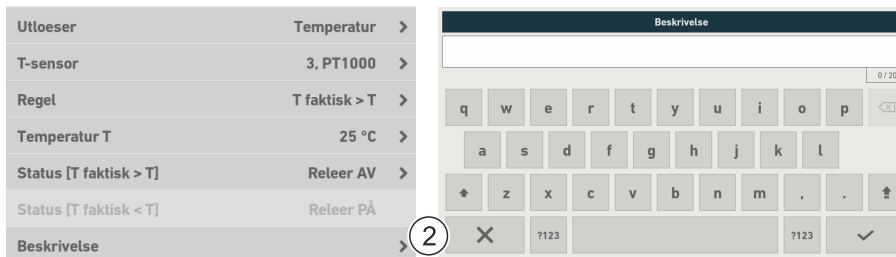 Utloeser Temperatur
T-sensor 3, PT1000
Regel T faktisk > T
Temperatur T 25 °C
Status [T faktisk > T] Releer AV
Status [T faktisk < T] Releer PÅ
Beskrivelse
2
Beskrivelse
0 / 20
q w e r t y u i o p
a s d f g h j k l
z x c v b n m , .
?123 ?123